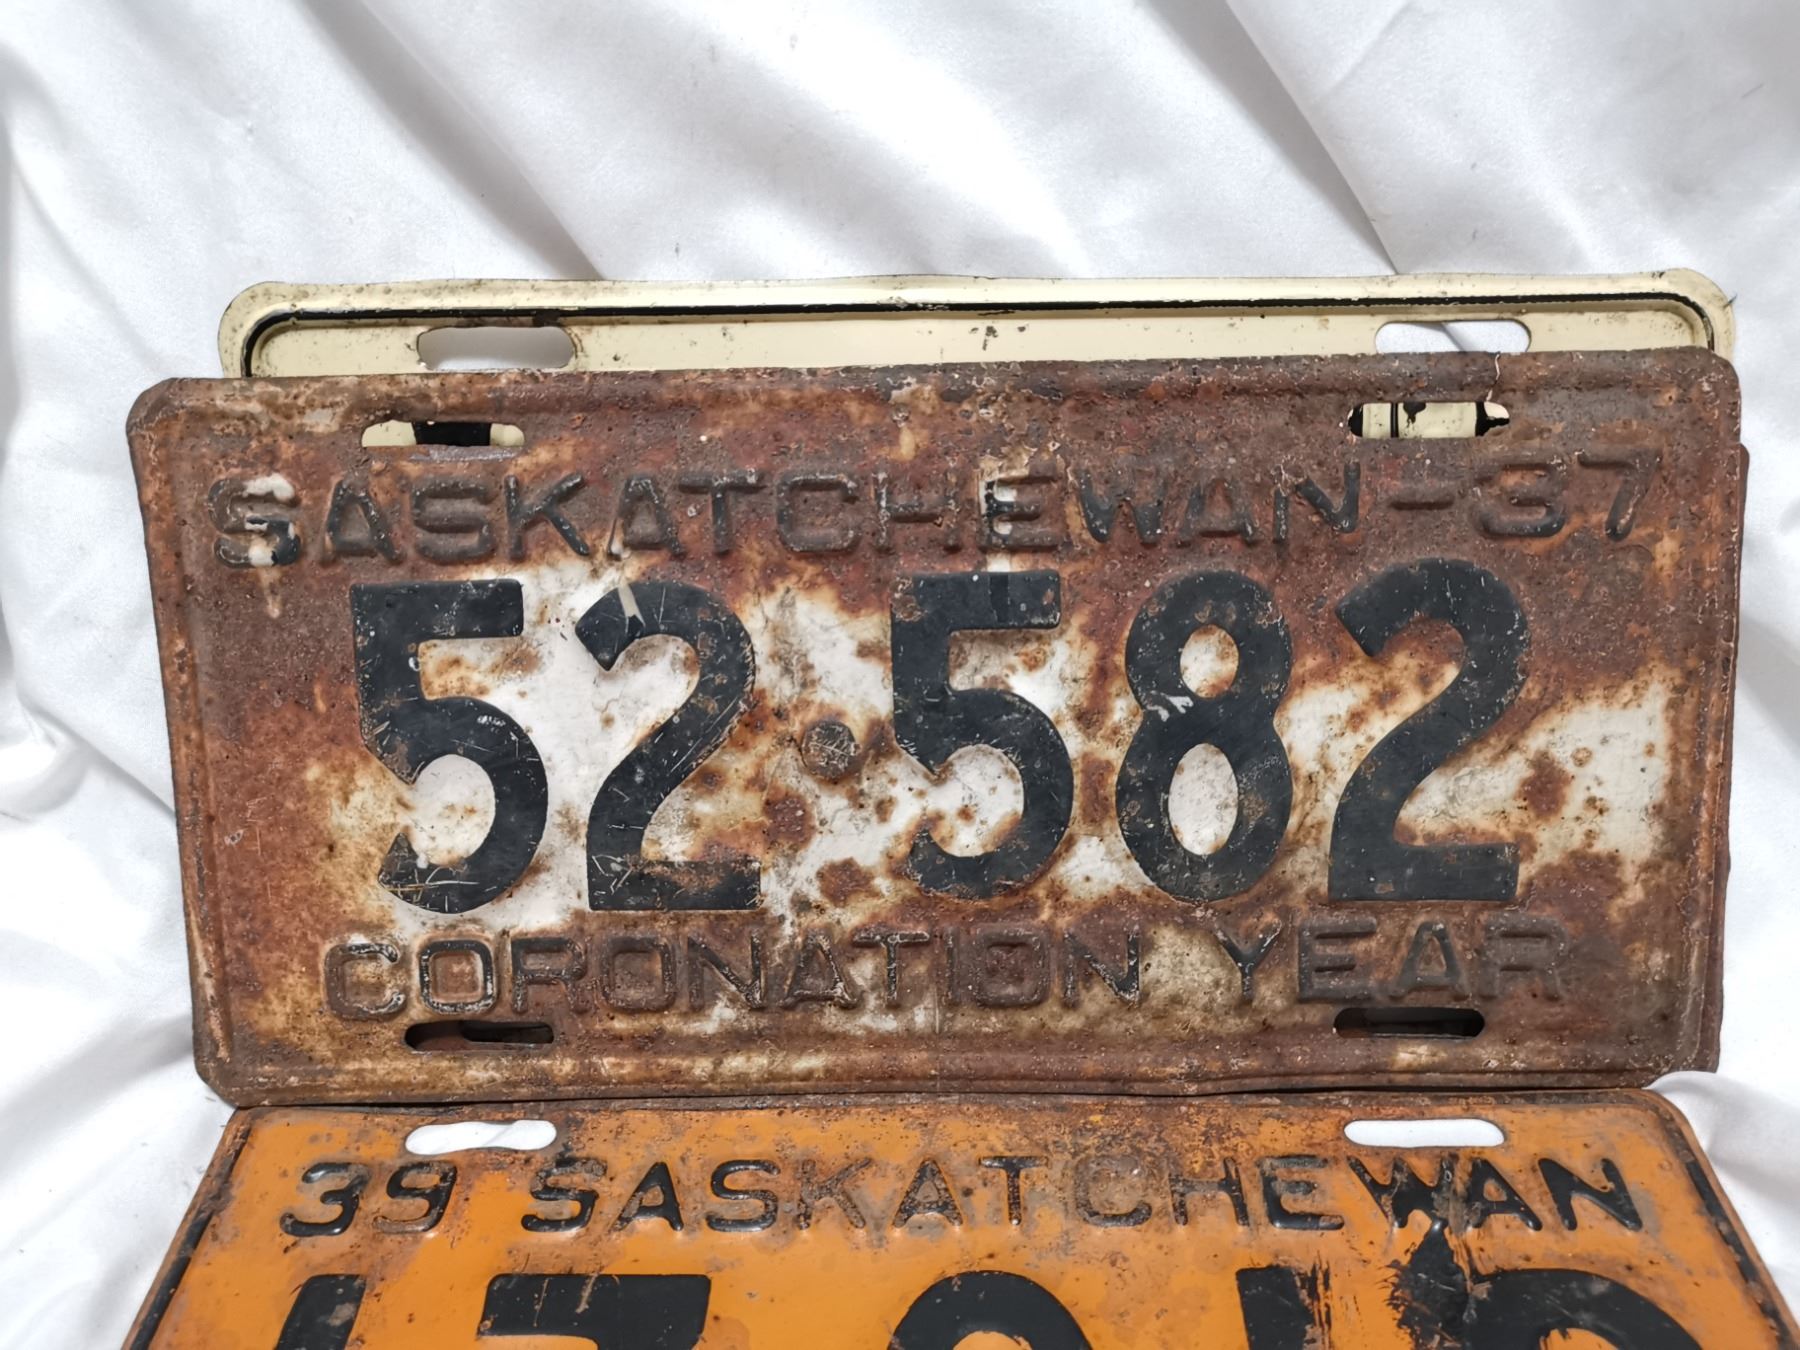 SASKATCHEWAN-37
52·582
CORONATION YEAR
39 SASKATCHEWAN